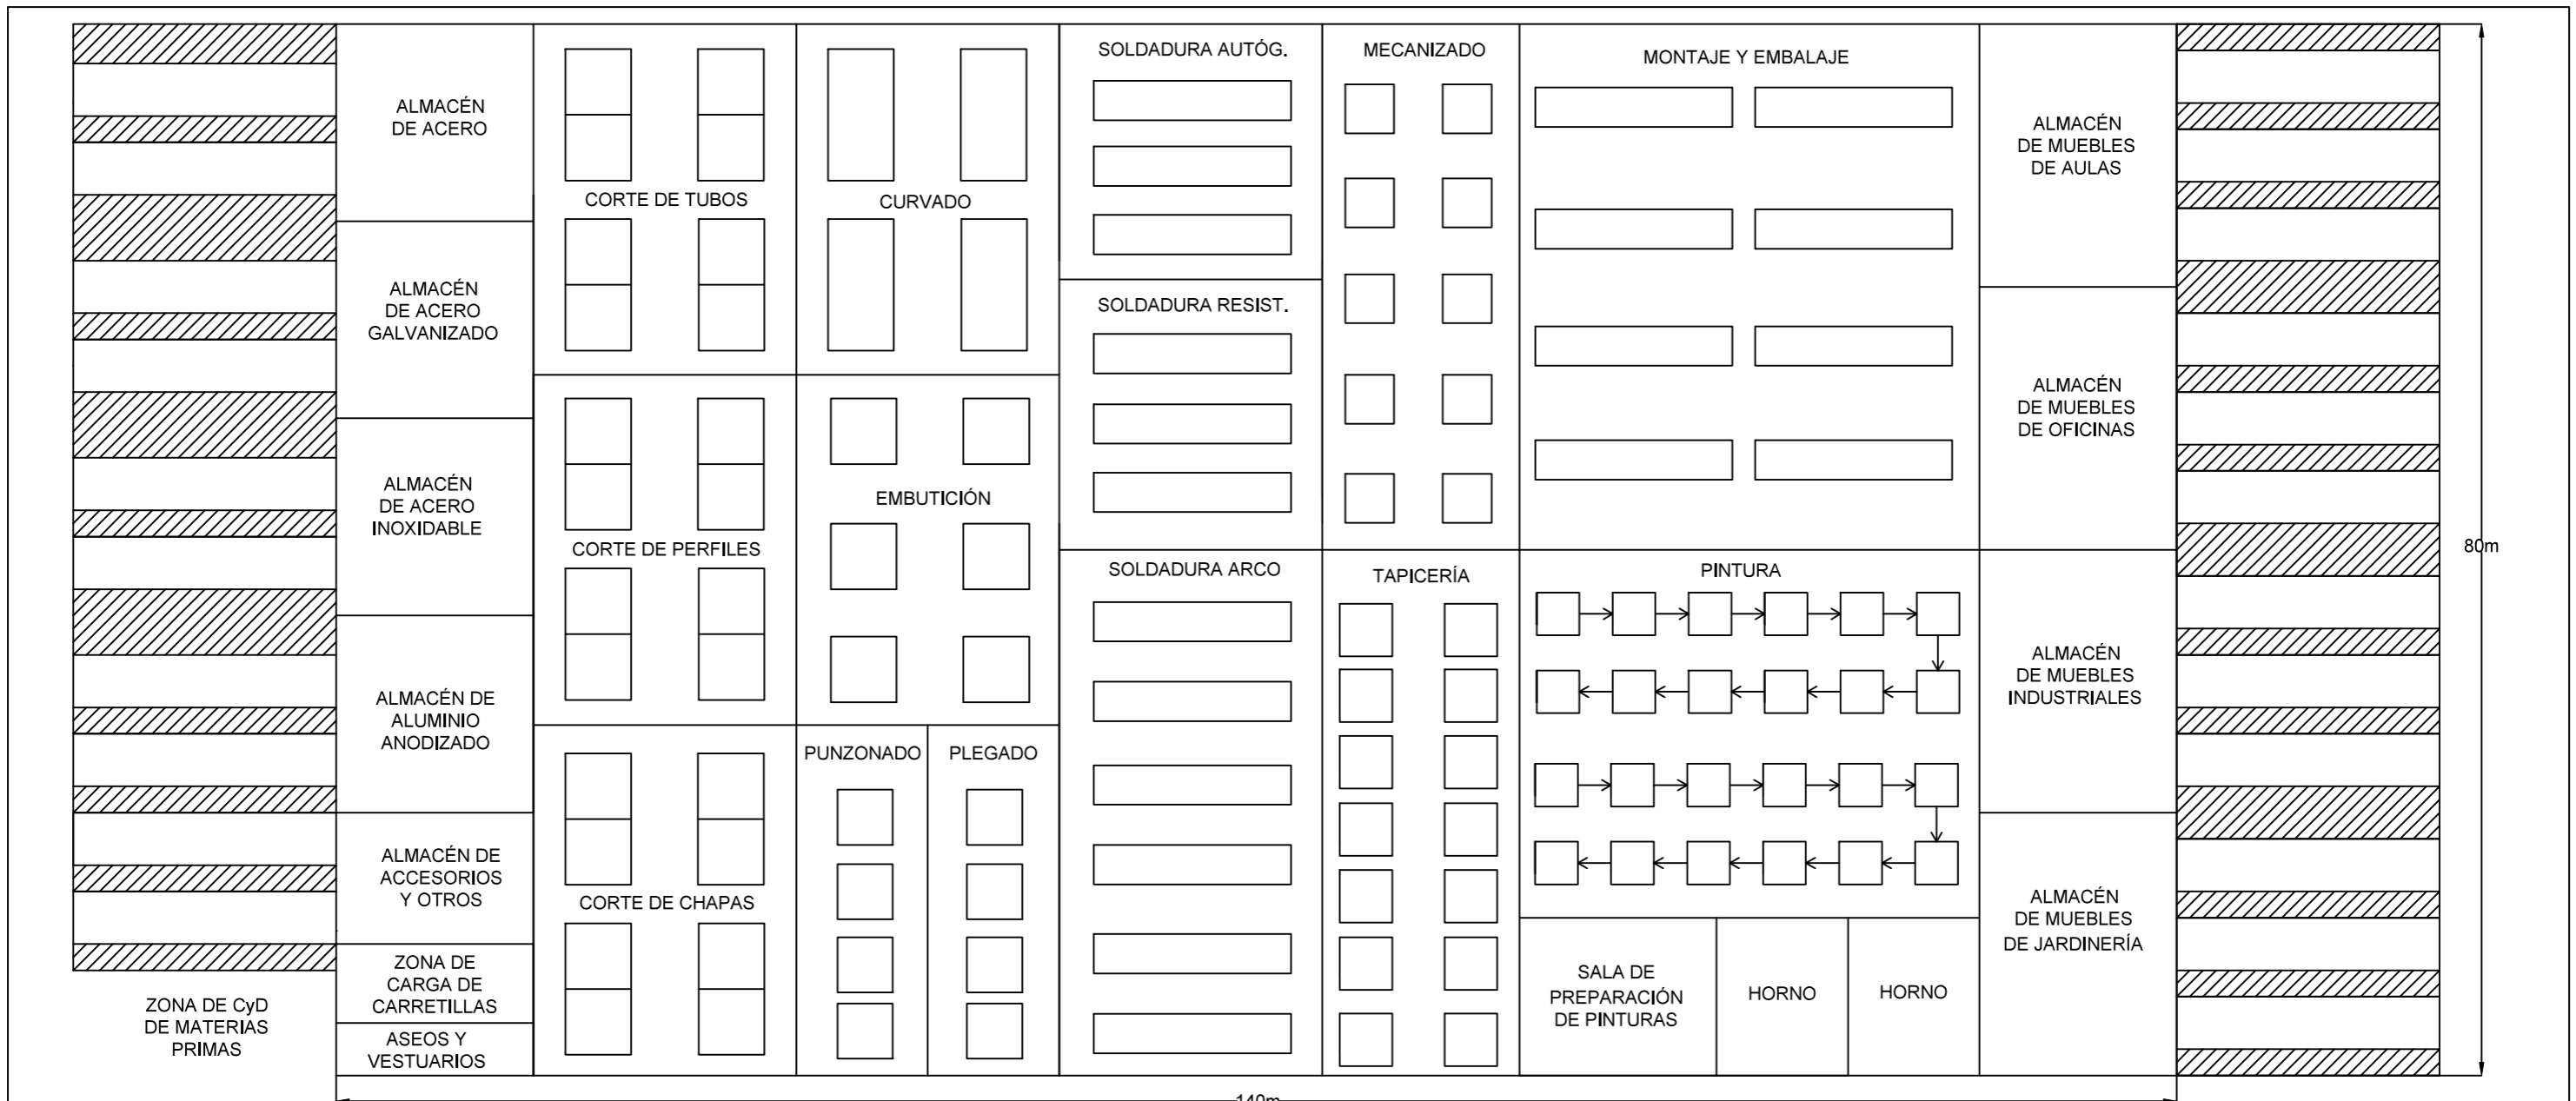 ALMACÉN
DE ACERO
ALMACÉN
DE ACERO
GALVANIZADO
ALMACÉN
DE ACERO
INOXIDABLE
ALMACÉN DE
ALUMINIO
ANODIZADO
ALMACÉN DE
ACCESORIOS
Y OTROS
ZONA DE
CARGA DE
CARRETILLAS
ASEOS Y
VESTUARIOS
ZONA DE CyD
DE MATERIAS
PRIMAS
CORTE DE TUBOS
CORTE DE PERFILES
CORTE DE CHAPAS
CURVADO
EMBUTICIÓN
PUNZONADO
PLEGADO
SOLDADURA AUTÓG.
SOLDADURA RESIST.
SOLDADURA ARCO
MECANIZADO
TAPICERÍA
MONTAJE Y EMBALAJE
PINTURA
SALA DE
PREPARACIÓN
DE PINTURAS
HORNO
HORNO
ALMACÉN
DE MUEBLES
DE AULAS
ALMACÉN
DE MUEBLES
DE OFICINAS
ALMACÉN
DE MUEBLES
INDUSTRIALES
ALMACÉN
DE MUEBLES
DE JARDINERÍA
80m
140m